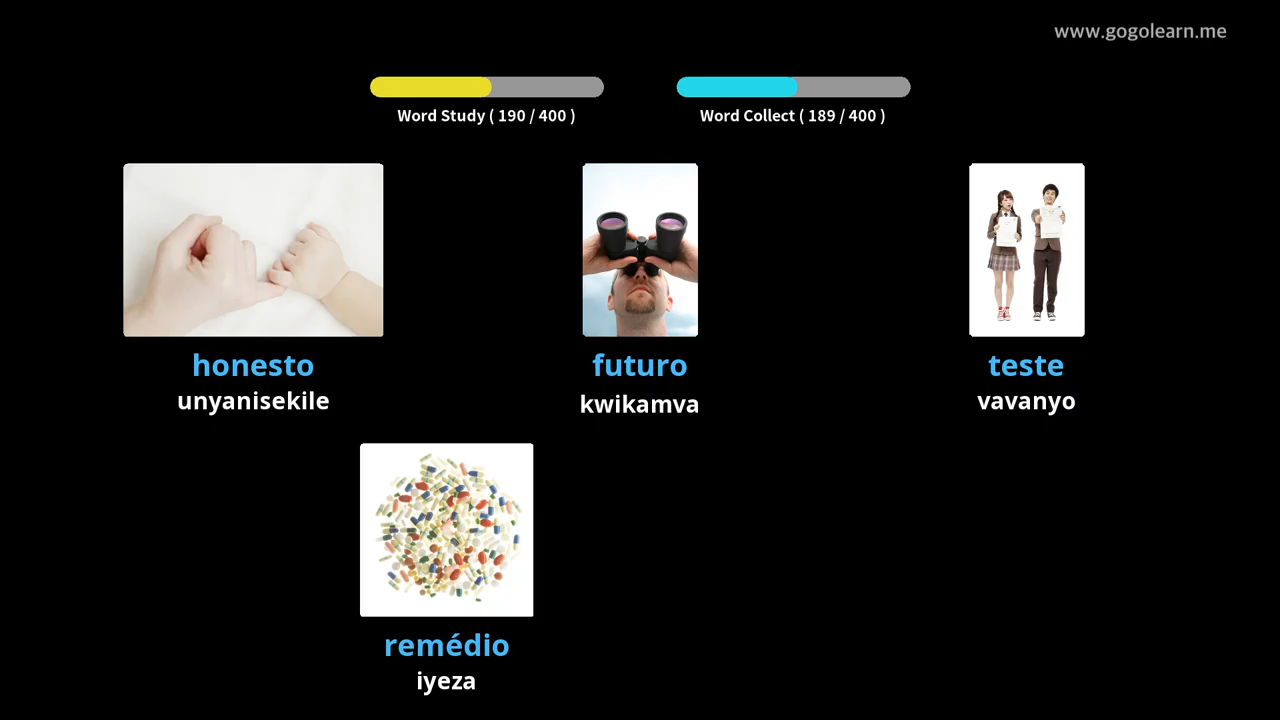 www.gogolearn.me
Word Study ( 190 / 400 )
Word Collect ( 189 / 400 )
honesto
unyanisekile
futuro
kwikamva
teste
vavanyo
remédio
iyeza